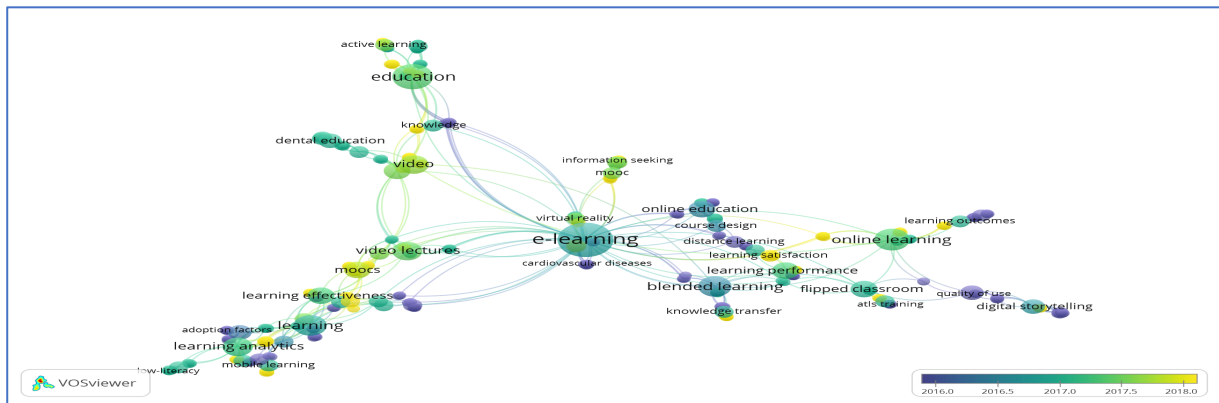 active learning
education
knowledge
dental education
video
information seeking
mooc
virtual reality
online education
learning outcomes
course design
e-learning
distance learning
online learning
video lectures
learning satisfaction
cardiovascular diseases
moocs
learning performance
blended learning
flipped classroom
learning effectiveness
quality of use
atls training
digital storytelling
knowledge transfer
learning
adoption factors
learning analytics
mobile learning
low-literacy
VOSviewer
2016.0 2016.5 2017.0 2017.5 2018.0